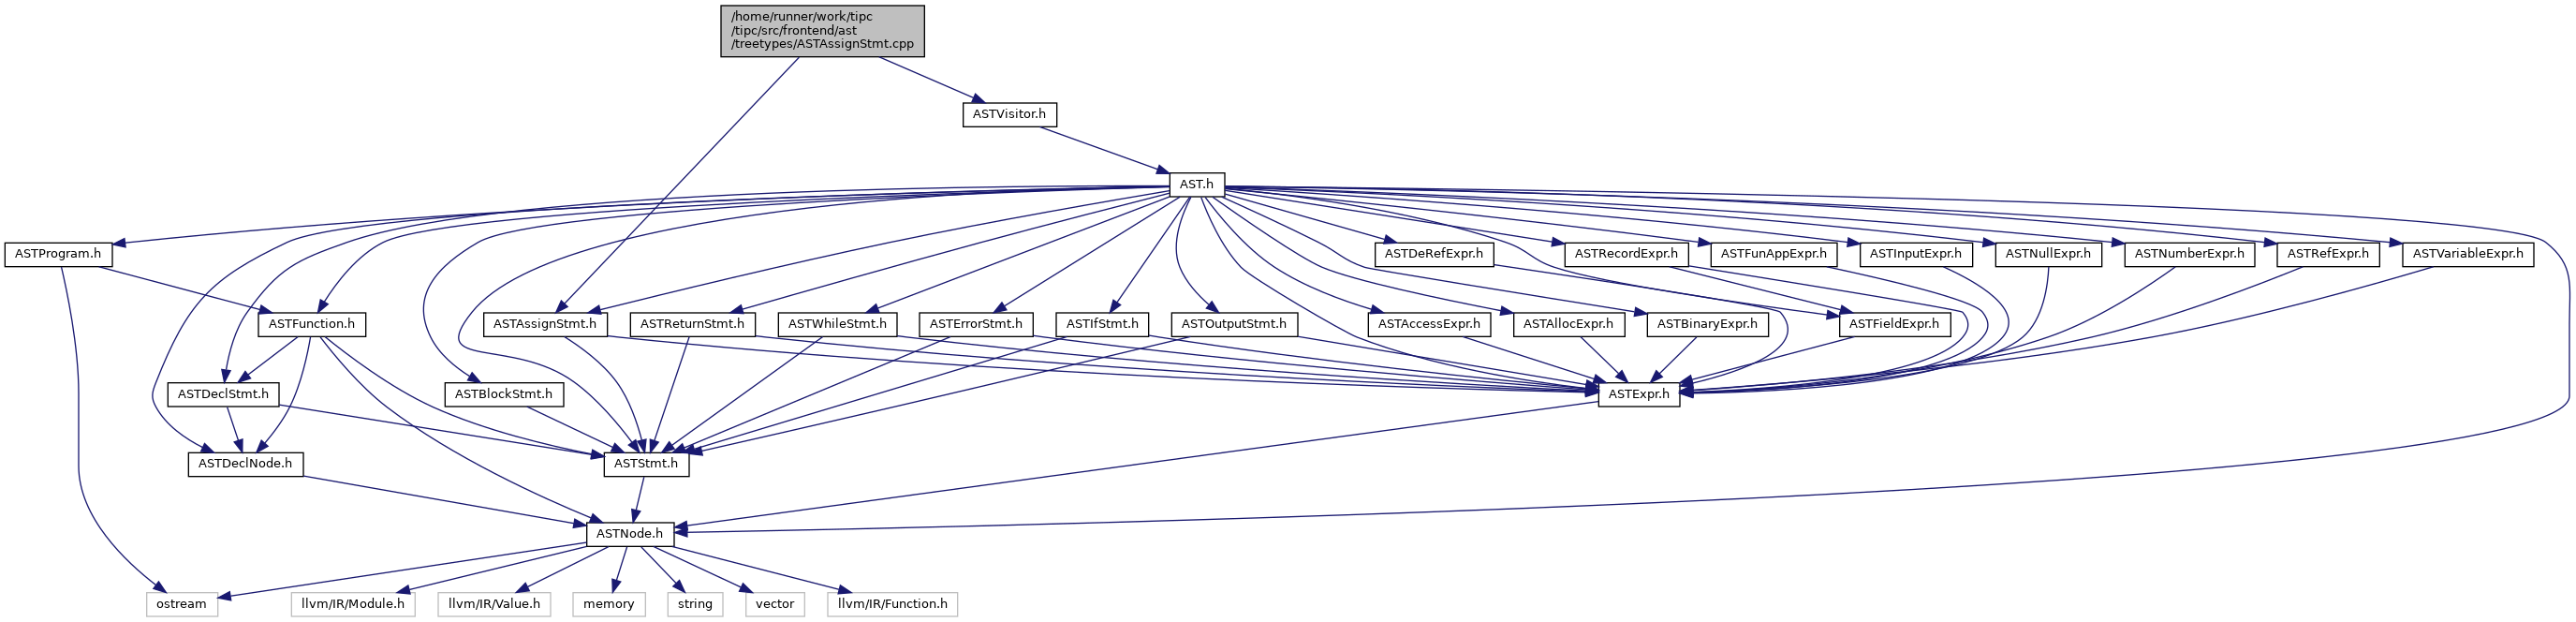 /home/runner/work/tipc
/tipc/src/frontend/ast
/treetypes/ASTAssignStmt.cpp
ASTVisitor.h
AST.h
ASTProgram.h
ASTDeRefExpr.h
ASTRecordExpr.h
ASTFunAppExpr.h
ASTInputExpr.h
ASTNullExpr.h
ASTNumberExpr.h
ASTRefExpr.h
ASTVariableExpr.h
ASTFunction.h
ASTAssignStmt.h
ASTReturnStmt.h
ASTWhileStmt.h
ASTErrorStmt.h
ASTIfStmt.h
ASTOutputStmt.h
ASTAccessExpr.h
ASTAllocExpr.h
ASTBinaryExpr.h
ASTFieldExpr.h
ASTDeclStmt.h
ASTBlockStmt.h
ASTExpr.h
ASTDeclNode.h
ASTStmt.h
ASTNode.h
ostream
llvm/IR/Module.h
llvm/IR/Value.h
memory
string
vector
llvm/IR/Function.h